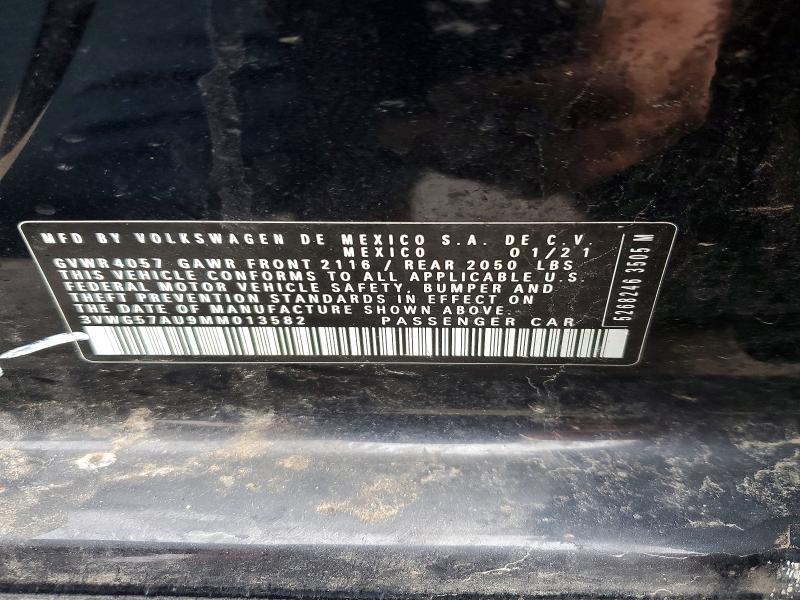 MFD BY VOLKSWAGEN DE MEXICO S.A. DE C.V.
MEXICO 01/21
GVWR4057 GAWR FRONT 2116 / REAR 2050 LBS
THIS VEHICLE CONFORMS TO ALL APPLICABLE U.S.
FEDERAL MOTOR VEHICLE SAFETY, BUMPER AND
THEFT PREVENTION STANDARDS IN EFFECT ON
THE DATE OF MANUFACTURE SHOWN ABOVE.
3VWG57AU9MM013582 PASSENGER CAR
5268246 3505 M